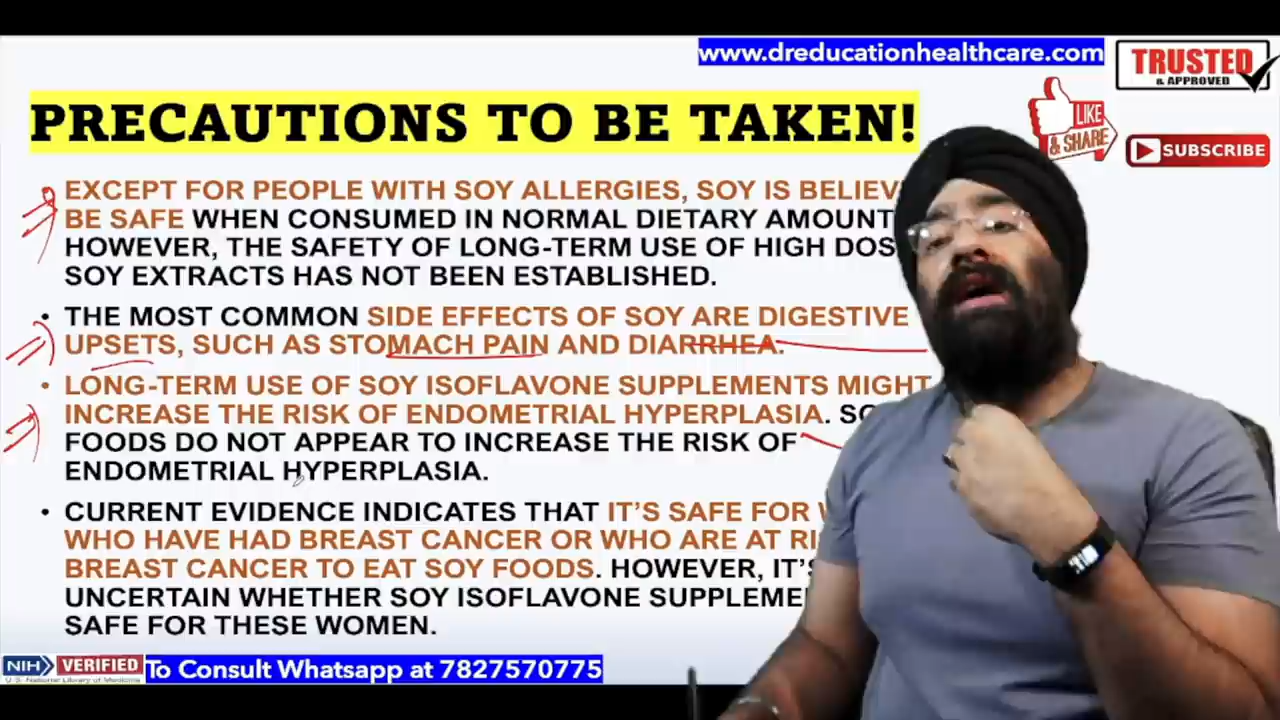 www.dreducationhealthcare.com
TRUSTED
& APPROVED
LIKE
& SHARE
SUBSCRIBE
PRECAUTIONS TO BE TAKEN!
• EXCEPT FOR PEOPLE WITH SOY ALLERGIES, SOY IS
BE SAFE WHEN CONSUMED IN NORMAL DIETARY
HOWEVER, THE SAFETY OF LONG-TERM USE OF HIGH
SOY EXTRACTS HAS NOT BEEN ESTABLISHED.
• THE MOST COMMON SIDE EFFECTS OF SOY ARE DIGESTIVE
UPSETS, SUCH AS STOMACH PAIN AND DIARRHEA.
• LONG-TERM USE OF SOY ISOFLAVONE SUPPLEMENTS MIGHT
INCREASE THE RISK OF ENDOMETRIAL HYPERPLASIA.
FOODS DO NOT APPEAR TO INCREASE THE RISK OF
ENDOMETRIAL HYPERPLASIA.
• CURRENT EVIDENCE INDICATES THAT IT'S SAFE FOR
WHO HAVE HAD BREAST CANCER OR WHO ARE AT
BREAST CANCER TO EAT SOY FOODS. HOWEVER, IT'S
UNCERTAIN WHETHER SOY ISOFLAVONE
SAFE FOR THESE WOMEN.
NIH VERIFIED
U.S. National Library of Medicine
To Consult Whatsapp at 7827570775